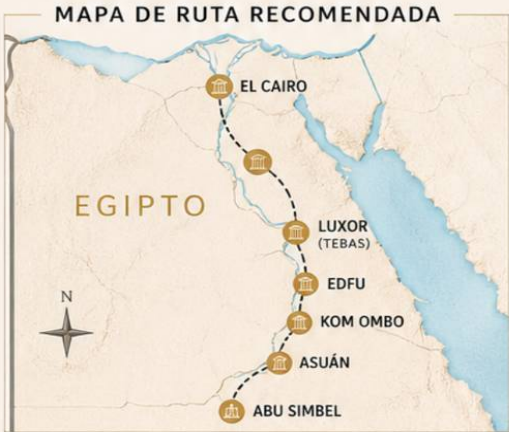 MAPA DE RUTA RECOMENDADA
EL CAIRO
EGIPTO
LUXOR
(TEBAS)
EDFU
N
KOM OMBO
ASUÁN
ABU SIMBEL